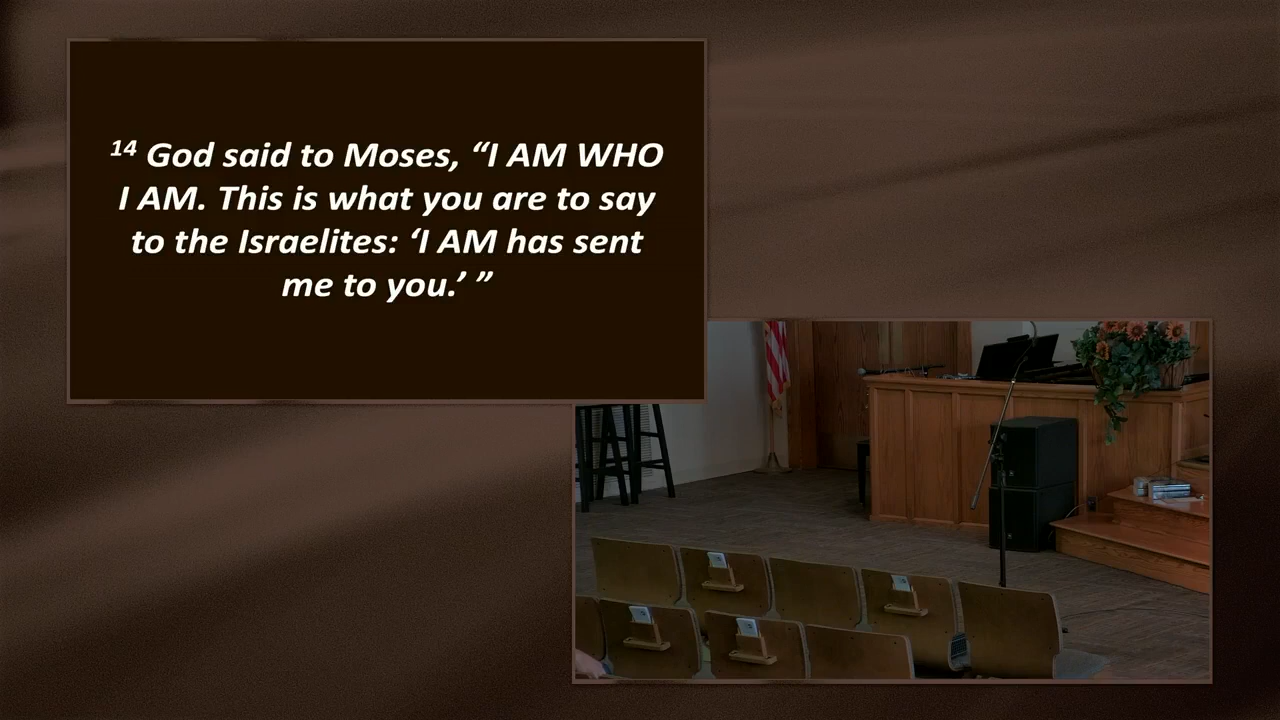 ¹⁴ God said to Moses, “I AM WHO
I AM. This is what you are to say
to the Israelites: ‘I AM has sent
me to you.’ ”